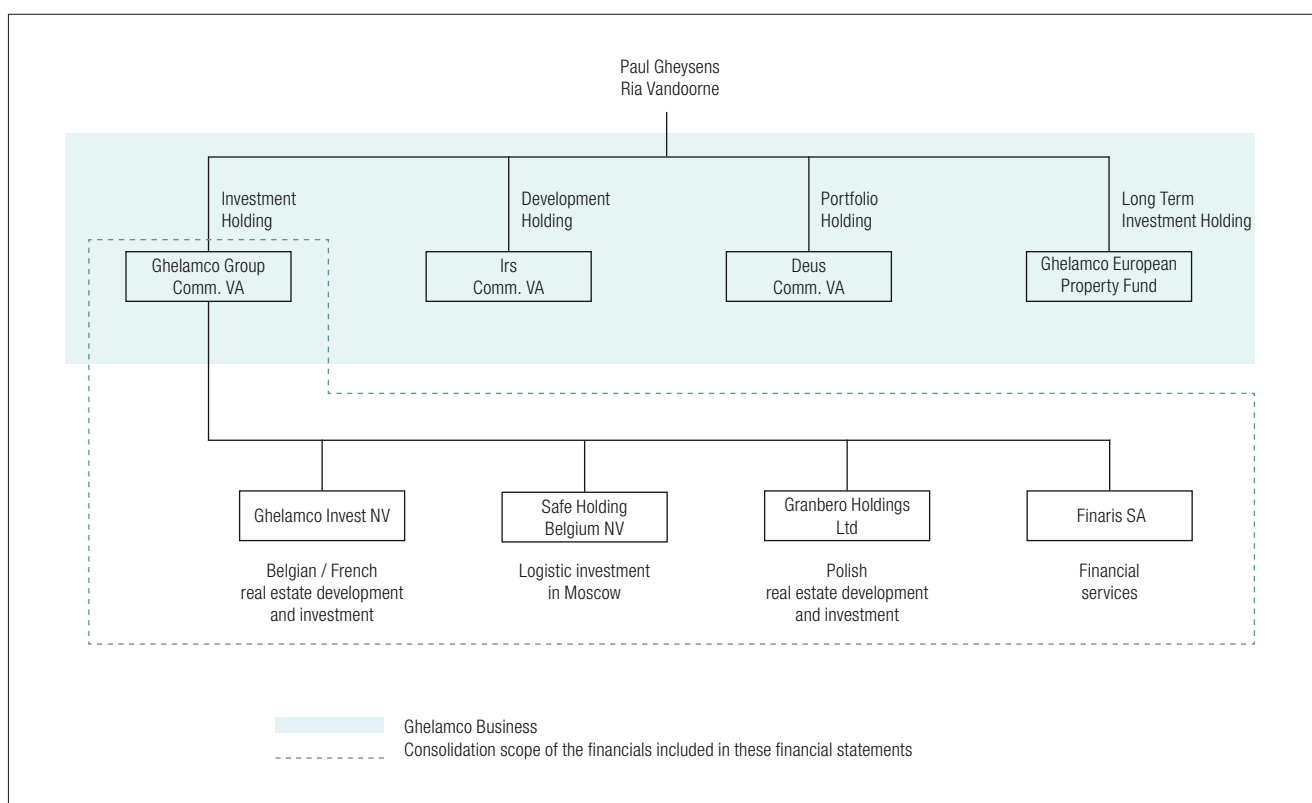 Paul Gheysens
Ria Vandoorne
Investment
Holding
Development
Holding
Portfolio
Holding
Long Term
Investment Holding
Ghelamco Group
Comm. VA
Irs
Comm. VA
Deus
Comm. VA
Ghelamco European
Property Fund
Ghelamco Invest NV
Safe Holding
Belgium NV
Granbero Holdings
Ltd
Finaris SA
Belgian / French
real estate development
and investment
Logistic investment
in Moscow
Polish
real estate development
and investment
Financial
services
Ghelamco Business
Consolidation scope of the financials included in these financial statements